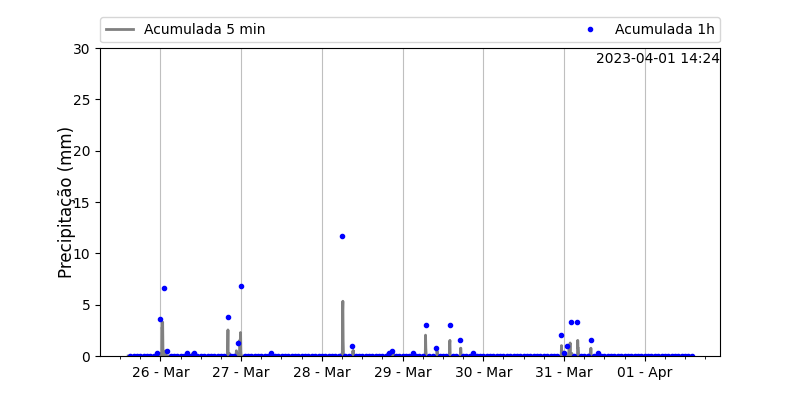 Acumulada 5 min Acumulada 1h
2023-04-01 14:24
Precipitação (mm)
30
25
20
15
10
5
0
26 - Mar 27 - Mar 28 - Mar 29 - Mar 30 - Mar 31 - Mar 01 - Apr